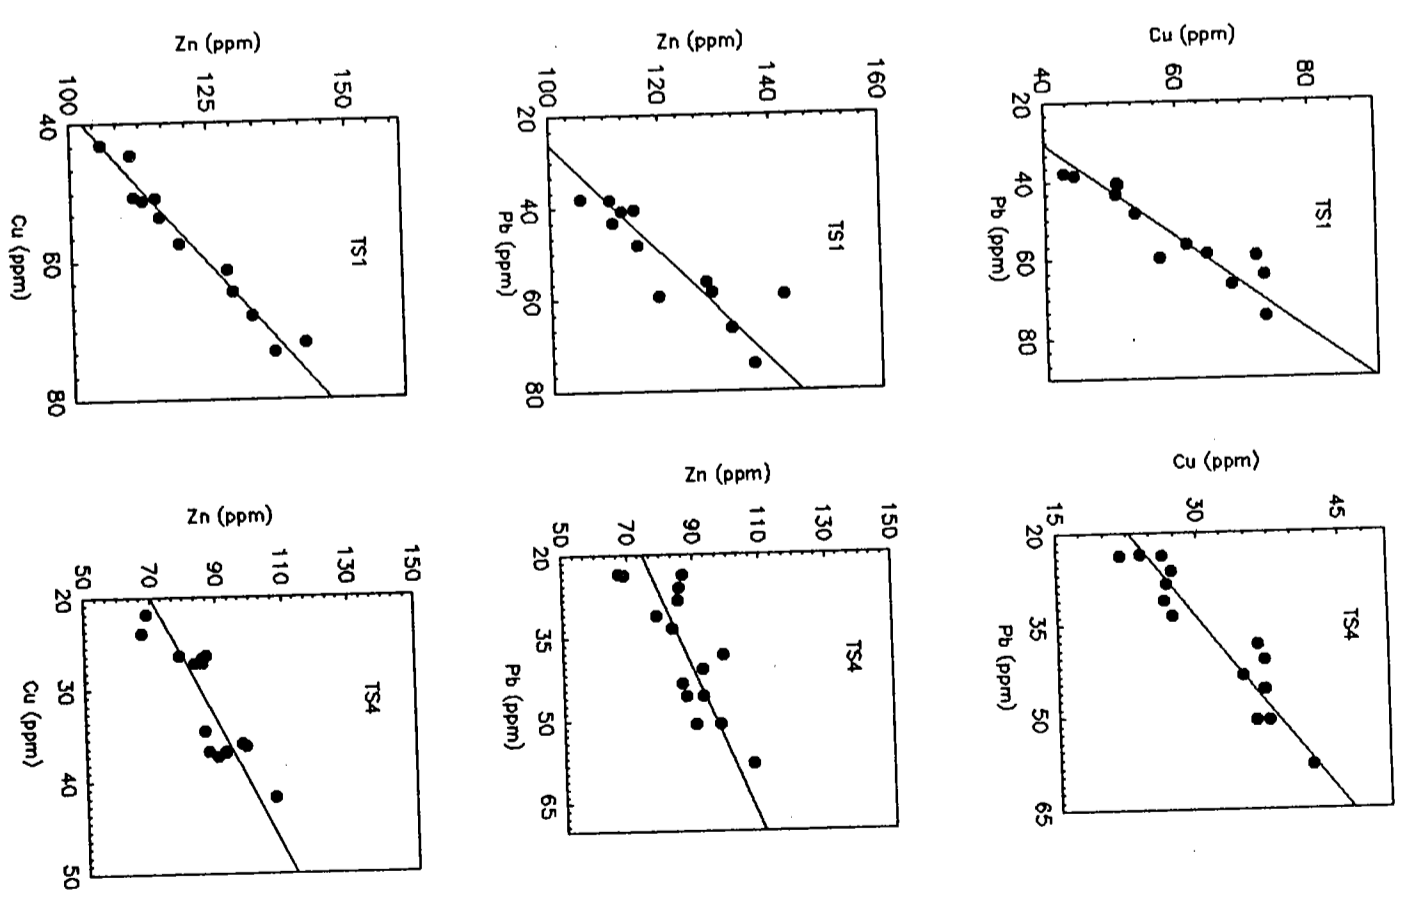 Cu (ppm)
80
60
40
TS1
20 40 60 80
Pb (ppm)
Cu (ppm)
45
30
15
TS4
20 35 50 65
Pb (ppm)
Zn (ppm)
160
140
120
100
TS1
20 40 60 80
Pb (ppm)
Zn (ppm)
150
130
110
90
70
50
TS4
20 35 50 65
Pb (ppm)
Zn (ppm)
150
125
100
TS1
40 60 80
Cu (ppm)
Zn (ppm)
150
130
110
90
70
50
TS4
20 30 40 50
Cu (ppm)